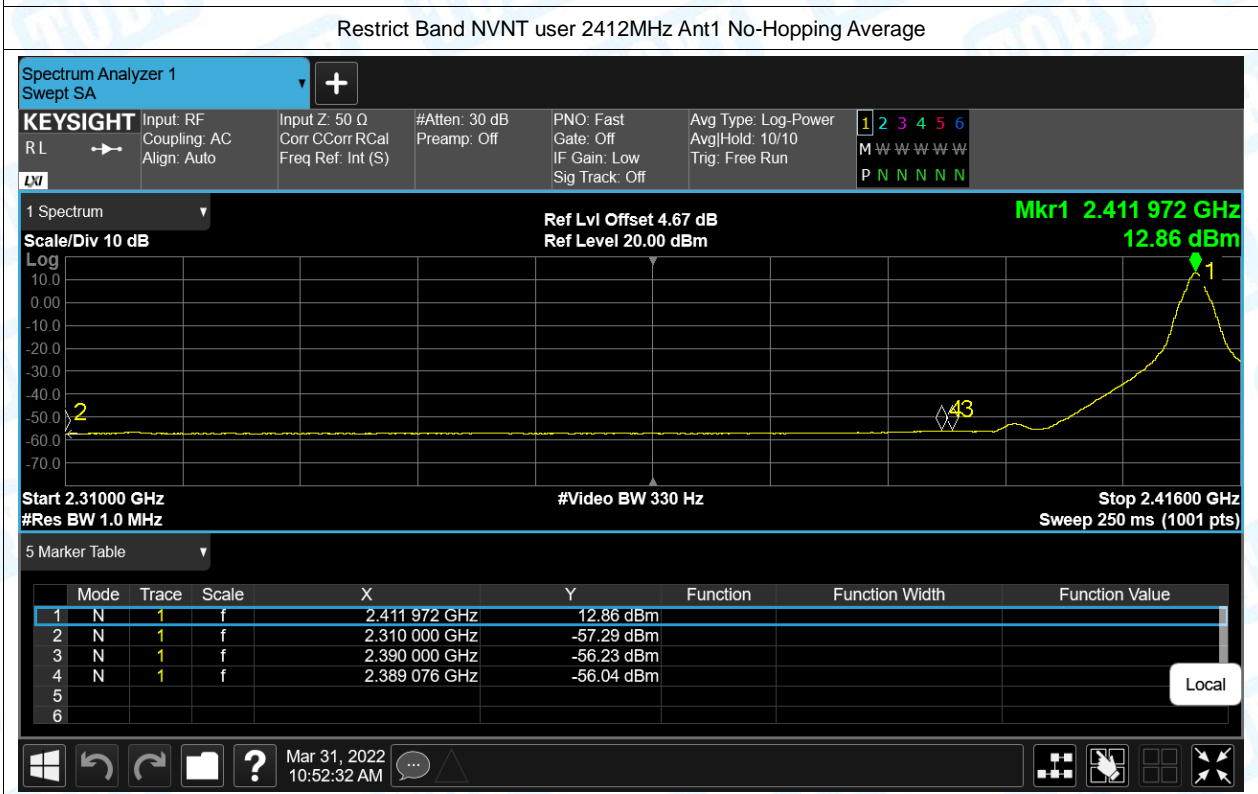 Restrict Band NVNT user 2412MHz Ant1 No-Hopping Average
Spectrum Analyzer 1
Swept SA
KEYSIGHT
R L
LXI
Input: RF
Coupling: AC
Align: Auto
Input Z: 50 Ω
Corr CCorr RCal
Freq Ref: Int (S)
#Atten: 30 dB
Preamp: Off
PNO: Fast
Gate: Off
IF Gain: Low
Sig Track: Off
Avg Type: Log-Power
Avg|Hold: 10/10
Trig: Free Run
1 2 3 4 5 6
M W W W W W
P N N N N N
1 Spectrum
Scale/Div 10 dB
Ref Lvl Offset 4.67 dB
Ref Level 20.00 dBm
Mkr1 2.411 972 GHz
12.86 dBm
Log
10.0
0.00
-10.0
-20.0
-30.0
-40.0
-50.0
-60.0
-70.0
1
2
43
Start 2.31000 GHz
#Res BW 1.0 MHz
#Video BW 330 Hz
Stop 2.41600 GHz
Sweep 250 ms (1001 pts)
5 Marker Table
Mode Trace Scale X Y Function Function Width Function Value
1 N 1 f 2.411 972 GHz 12.86 dBm
2 N 1 f 2.310 000 GHz -57.29 dBm
3 N 1 f 2.390 000 GHz -56.23 dBm
4 N 1 f 2.389 076 GHz -56.04 dBm
5
6
Local
?
Mar 31, 2022
10:52:32 AM